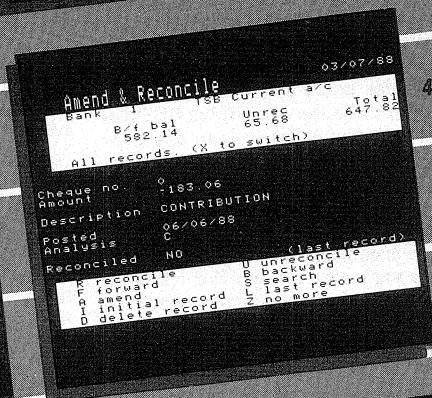 03/07/88
Amend & Reconcile
Bank 1 TSB Current a/c
B/f bal Unrec Total
582.14 65.68 647.82
All records. (X to switch)
Cheque no 0
Amount -183.06
Description CONTRIBUTION
Posted 06/06/88
Analysis C
Reconciled NO (last record)
R reconcile U unreconcile
F forward B backward
A amend S search
I initial record L last record
D delete record Z no more
4